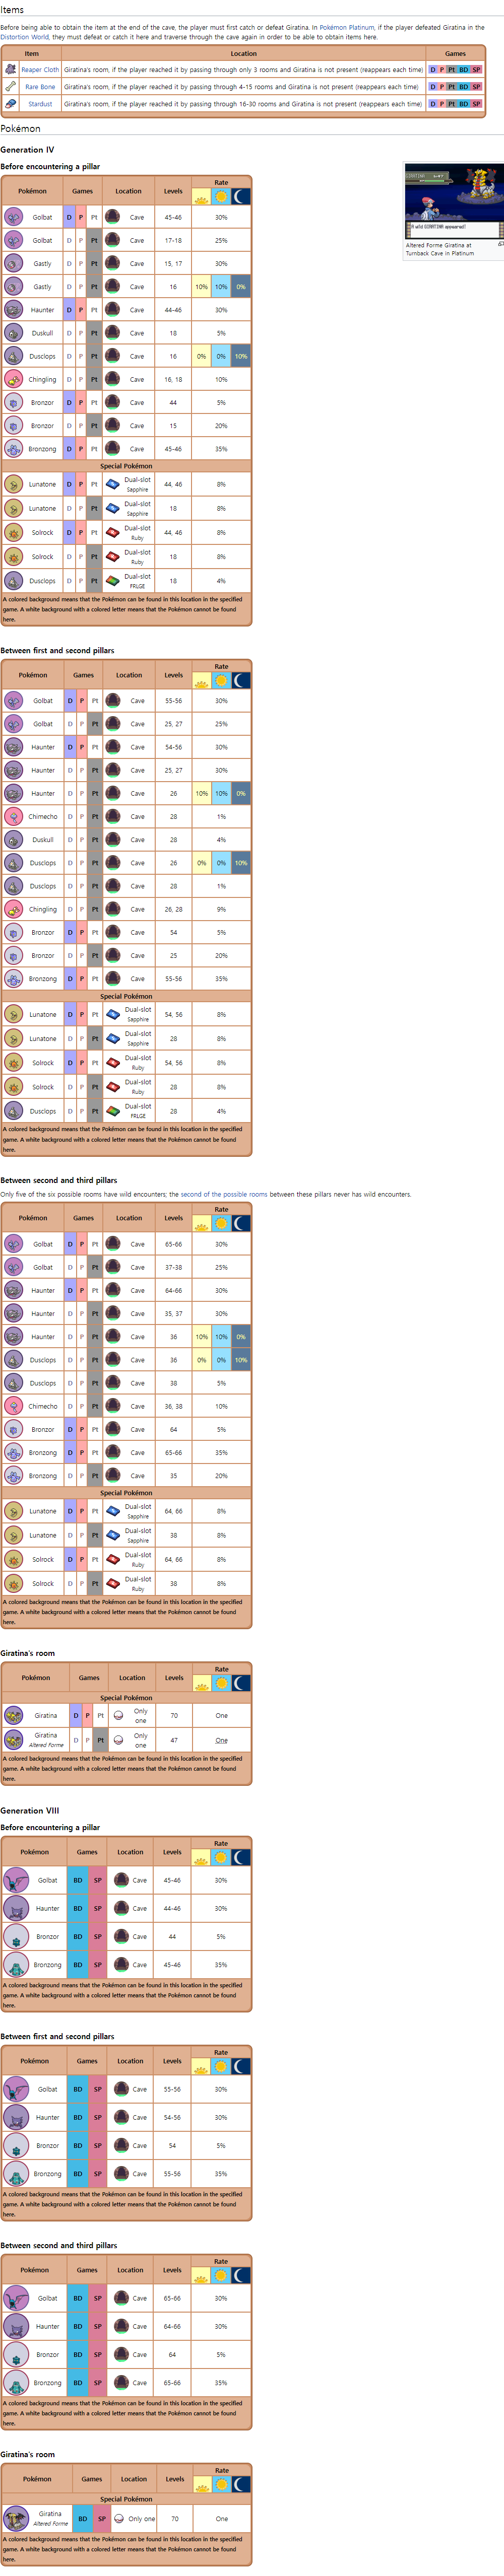 Items
Before being able to obtain the item at the end of the cave, the player must first catch or defeat Giratina. In Pokémon Platinum, if the player defeated Giratina in the
Distortion World, they must defeat or catch it here and traverse through the cave again in order to be able to obtain items here.
Item Location Games
Reaper Cloth Giratina's room, if the player reached it by passing through only 3 rooms and Giratina is not present (reappears each time) D P Pt BD SP
Rare Bone Giratina's room, if the player reached it by passing through 4-15 rooms and Giratina is not present (reappears each time) D P Pt BD SP
Stardust Giratina's room, if the player reached it by passing through 16-30 rooms and Giratina is not present (reappears each time) D P Pt BD SP
Pokémon
Generation IV
Before encountering a pillar
A wild GIRATINA appeared!
Altered Forme Giratina at
Turnback Cave in Platinum
Pokémon Games Location Levels Rate
Golbat D P Pt Cave 45-46 30%
Golbat D P Pt Cave 17-18 25%
Gastly D P Pt Cave 15, 17 30%
Gastly D P Pt Cave 16 10% 10% 0%
Haunter D P Pt Cave 44-46 30%
Duskull D P Pt Cave 18 5%
Dusclops D P Pt Cave 16 0% 0% 10%
Chingling D P Pt Cave 16, 18 10%
Bronzor D P Pt Cave 44 5%
Bronzor D P Pt Cave 15 20%
Bronzong D P Pt Cave 45-46 35%
Special Pokémon
Lunatone D P Pt Dual-slot Sapphire 44, 46 8%
Lunatone D P Pt Dual-slot Sapphire 18 8%
Solrock D P Pt Dual-slot Ruby 44, 46 8%
Solrock D P Pt Dual-slot Ruby 18 8%
Dusclops D P Pt Dual-slot FRLGE 18 4%
A colored background means that the Pokémon can be found in this location in the specified
game. A white background with a colored letter means that the Pokémon cannot be found
here.
Between first and second pillars
Pokémon Games Location Levels Rate
Golbat D P Pt Cave 55-56 30%
Golbat D P Pt Cave 25, 27 25%
Haunter D P Pt Cave 54-56 30%
Haunter D P Pt Cave 25, 27 30%
Haunter D P Pt Cave 26 10% 10% 0%
Chimecho D P Pt Cave 28 1%
Duskull D P Pt Cave 28 4%
Dusclops D P Pt Cave 26 0% 0% 10%
Dusclops D P Pt Cave 28 1%
Chingling D P Pt Cave 26, 28 9%
Bronzor D P Pt Cave 54 5%
Bronzor D P Pt Cave 25 20%
Bronzong D P Pt Cave 55-56 35%
Special Pokémon
Lunatone D P Pt Dual-slot Sapphire 54, 56 8%
Lunatone D P Pt Dual-slot Sapphire 28 8%
Solrock D P Pt Dual-slot Ruby 54, 56 8%
Solrock D P Pt Dual-slot Ruby 28 8%
Dusclops D P Pt Dual-slot FRLGE 28 4%
A colored background means that the Pokémon can be found in this location in the specified
game. A white background with a colored letter means that the Pokémon cannot be found
here.
Between second and third pillars
Only five of the six possible rooms have wild encounters; the second of the possible rooms between these pillars never has wild encounters.
Pokémon Games Location Levels Rate
Golbat D P Pt Cave 65-66 30%
Golbat D P Pt Cave 37-38 25%
Haunter D P Pt Cave 64-66 30%
Haunter D P Pt Cave 35, 37 30%
Haunter D P Pt Cave 36 10% 10% 0%
Dusclops D P Pt Cave 36 0% 0% 10%
Dusclops D P Pt Cave 38 5%
Chimecho D P Pt Cave 36, 38 10%
Bronzor D P Pt Cave 64 5%
Bronzong D P Pt Cave 65-66 35%
Bronzong D P Pt Cave 35 20%
Special Pokémon
Lunatone D P Pt Dual-slot Sapphire 64, 66 8%
Lunatone D P Pt Dual-slot Sapphire 38 8%
Solrock D P Pt Dual-slot Ruby 64, 66 8%
Solrock D P Pt Dual-slot Ruby 38 8%
A colored background means that the Pokémon can be found in this location in the specified
game. A white background with a colored letter means that the Pokémon cannot be found
here.
Giratina's room
Pokémon Games Location Levels Rate
Special Pokémon
Giratina D P Pt Only one 70 One
Giratina Altered Forme D P Pt Only one 47 One
A colored background means that the Pokémon can be found in this location in the specified
game. A white background with a colored letter means that the Pokémon cannot be found
here.
Generation VIII
Before encountering a pillar
Pokémon Games Location Levels Rate
Golbat BD SP Cave 45-46 30%
Haunter BD SP Cave 44-46 30%
Bronzor BD SP Cave 44 5%
Bronzong BD SP Cave 45-46 35%
A colored background means that the Pokémon can be found in this location in the specified
game. A white background with a colored letter means that the Pokémon cannot be found
here.
Between first and second pillars
Pokémon Games Location Levels Rate
Golbat BD SP Cave 55-56 30%
Haunter BD SP Cave 54-56 30%
Bronzor BD SP Cave 54 5%
Bronzong BD SP Cave 55-56 35%
A colored background means that the Pokémon can be found in this location in the specified
game. A white background with a colored letter means that the Pokémon cannot be found
here.
Between second and third pillars
Pokémon Games Location Levels Rate
Golbat BD SP Cave 65-66 30%
Haunter BD SP Cave 64-66 30%
Bronzor BD SP Cave 64 5%
Bronzong BD SP Cave 65-66 35%
A colored background means that the Pokémon can be found in this location in the specified
game. A white background with a colored letter means that the Pokémon cannot be found
here.
Giratina's room
Pokémon Games Location Levels Rate
Special Pokémon
Giratina Altered Forme BD SP Only one 70 One
A colored background means that the Pokémon can be found in this location in the specified
game. A white background with a colored letter means that the Pokémon cannot be found
here.